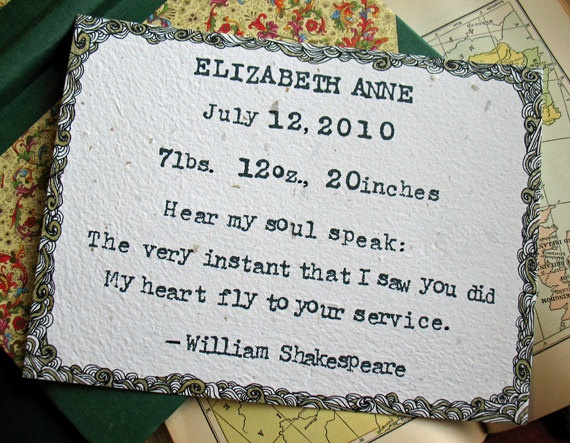 ELIZABETH ANNE
July 12, 2010
7lbs. 12oz., 20inches
Hear my soul speak:
The very instant that I saw you did
My heart fly to your service.
—William Shakespeare